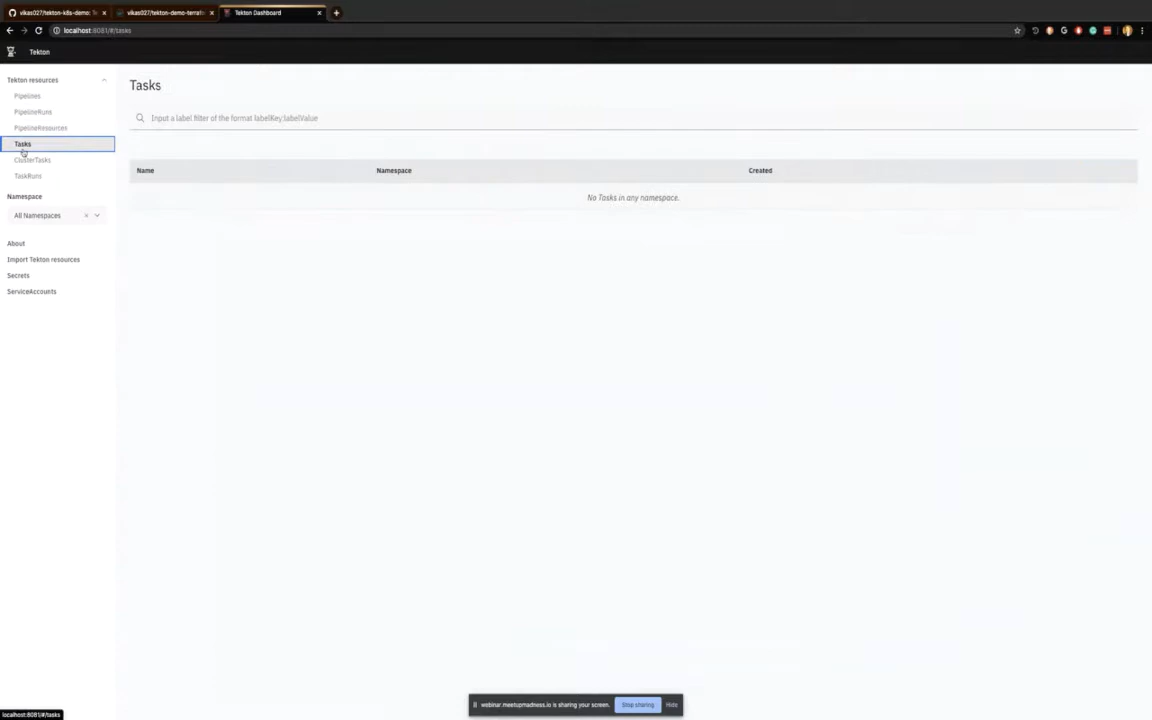 vikas027/tekton-k8s-demo: Te
vikas027/tekton-demo-terrafo
Tekton Dashboard
localhost:8081/#/tasks
Tekton
Tekton resources
Pipelines
PipelineRuns
PipelineResources
Tasks
ClusterTasks
TaskRuns
Namespace
All Namespaces
About
Import Tekton resources
Secrets
ServiceAccounts
Tasks
Input a label filter of the format labelKey:labelValue
Name Namespace Created
No Tasks in any namespace.
webinar.meetupmadness.io is sharing your screen. Stop sharing Hide
localhost:8081/#/tasks